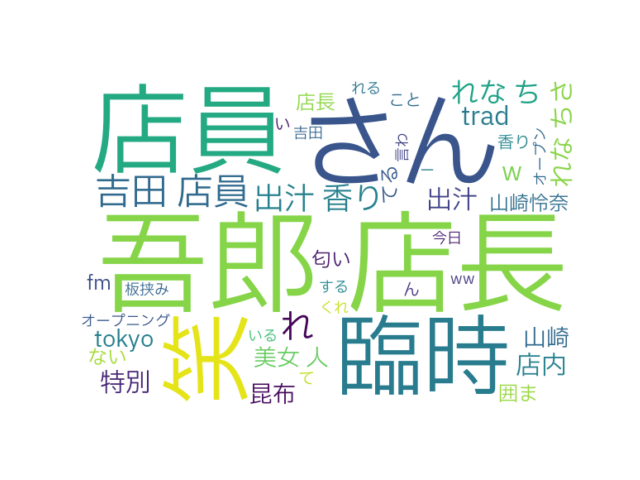 店員
さん
れる
店長
こと
れな ち
れな ちさ
trad
い
吉田
言わ
香り
オープン
w
てる
吉田 店員
出汁 香り
出汁
山崎怜奈
ー
吾郎 店長
匂い
今日
fm
板挟み
する
ん
ww
くれ
オープニング
れ
tokyo
笑
いる
臨時
山崎
ない
美女 人
店内
特別
て
昆布
囲ま